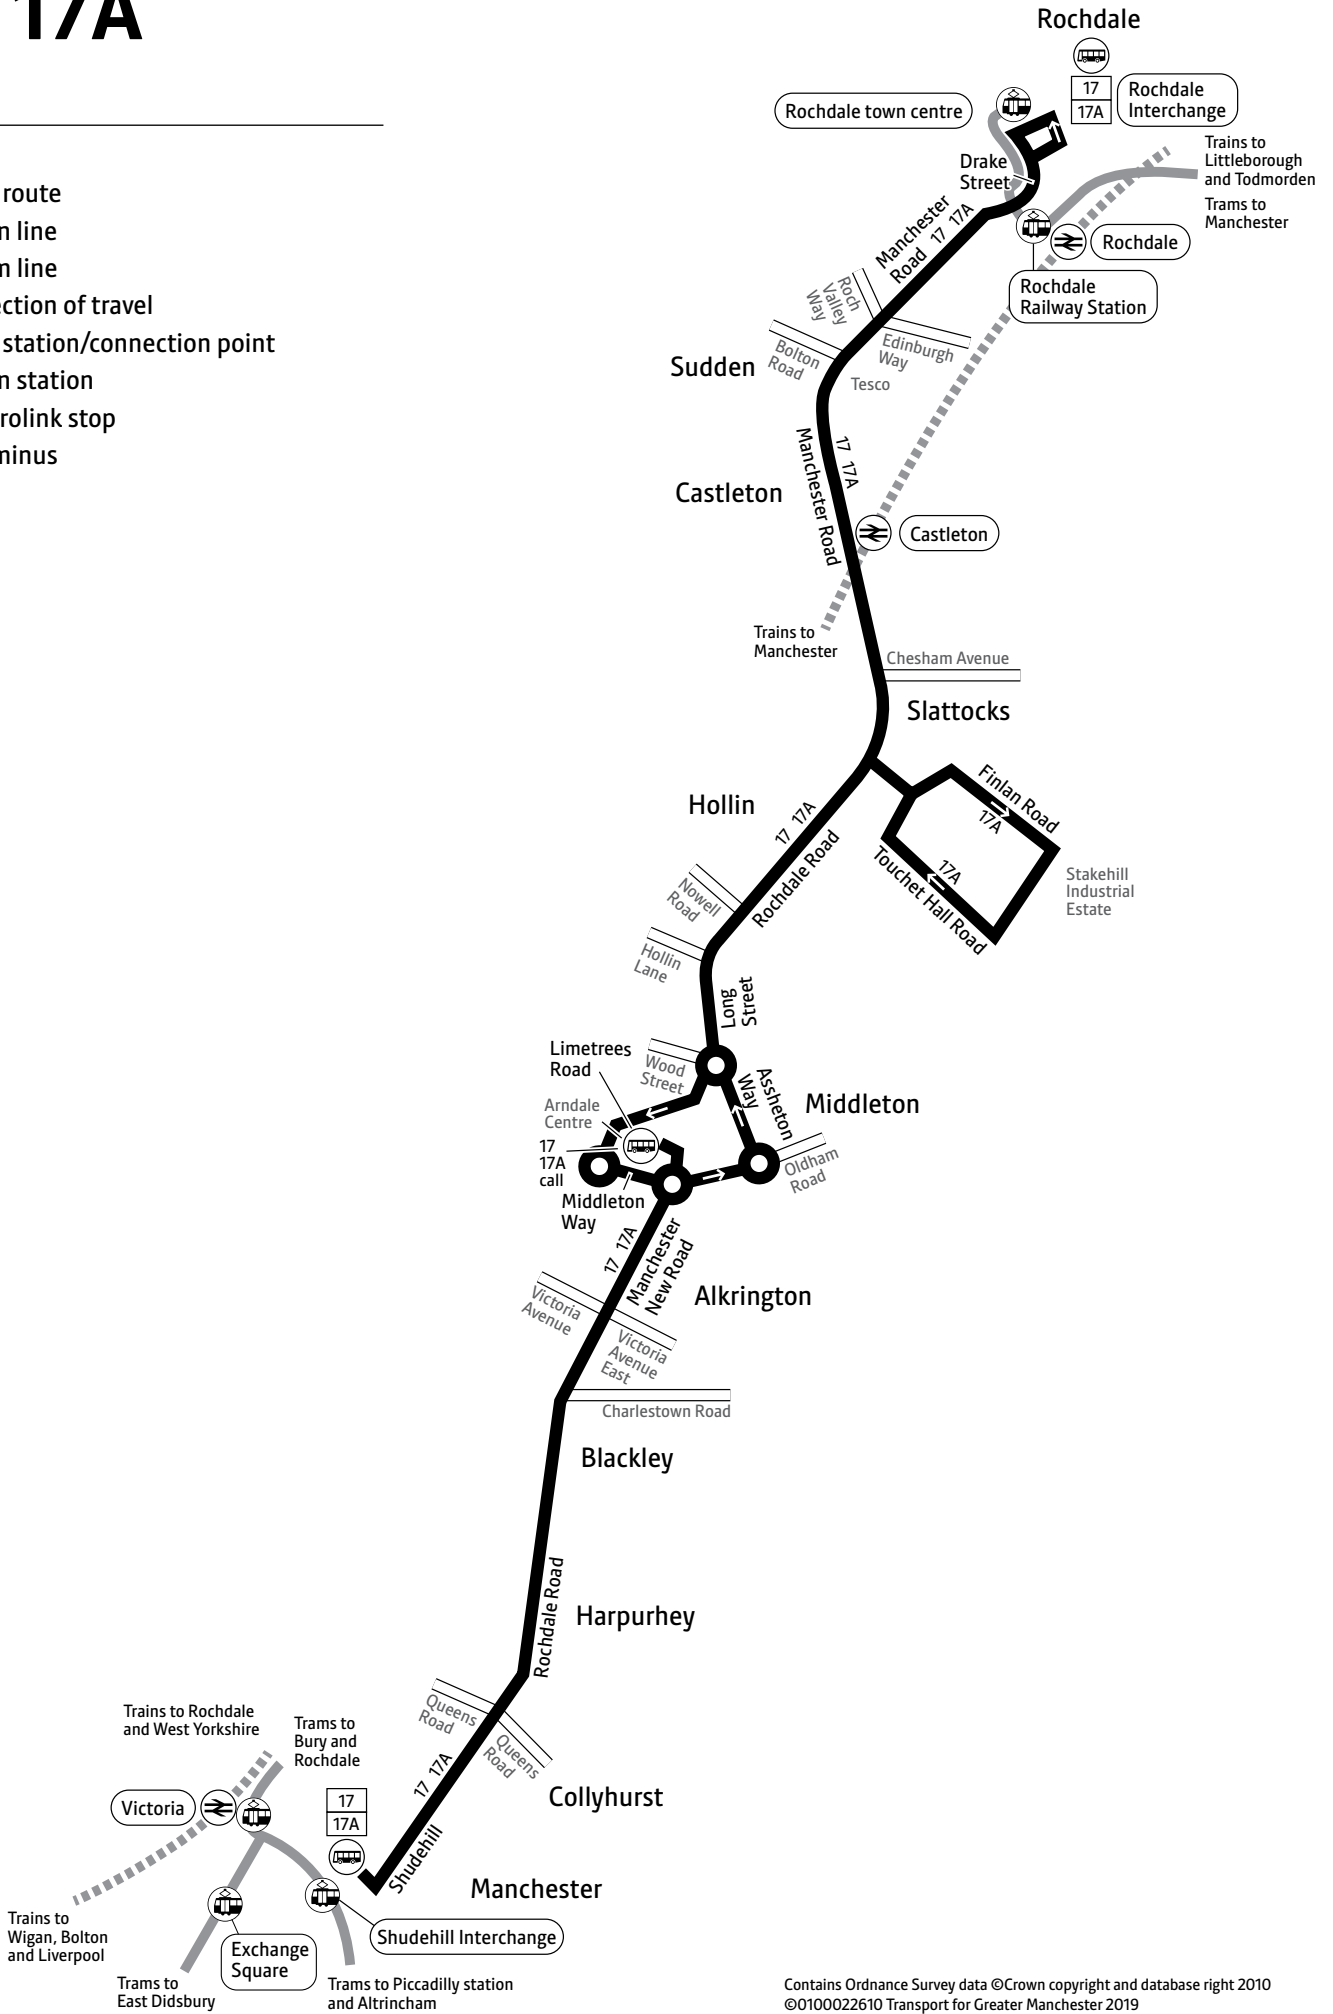 17A
route
line
line
ection of travel
station/connection point
station
rolink stop
minus
Rochdale
17
17A
Rochdale
Interchange
Rochdale town centre
Trains to
Littleborough
and Todmorden
Trams to
Manchester
Drake
Street
Manchester
Road
17 17A
Rochdale
Rochdale
Railway Station
Roch
Valley
Way
Edinburgh
Way
Bolton
Road
Sudden
Tesco
17 17A
Manchester Road
Castleton
Castleton
Trains to
Manchester
Chesham Avenue
Slattocks
Hollin
17 17A
Rochdale Road
Finlan Road
17A
17A
Touchet Hall Road
Stakehill
Industrial
Estate
Nowell
Road
Hollin
Lane
Long
Street
Limetrees
Road
Wood
Street
Assheton
Way
Middleton
Arndale
Centre
17
17A
call
Oldham
Road
Middleton
Way
17 17A
Manchester
New Road
Alkrington
Victoria
Avenue
Victoria
Avenue
East
Charlestown Road
Blackley
Rochdale Road
Harpurhey
Queens
Road
Queens
Road
17 17A
Collyhurst
Trains to Rochdale
and West Yorkshire
Trams to
Bury and
Rochdale
Victoria
17
17A
Shudehill
Manchester
Shudehill Interchange
Exchange
Square
Trains to
Wigan, Bolton
and Liverpool
Trams to
East Didsbury
Trams to Piccadilly station
and Altrincham
Contains Ordnance Survey data ©Crown copyright and database right 2010
©0100022610 Transport for Greater Manchester 2019